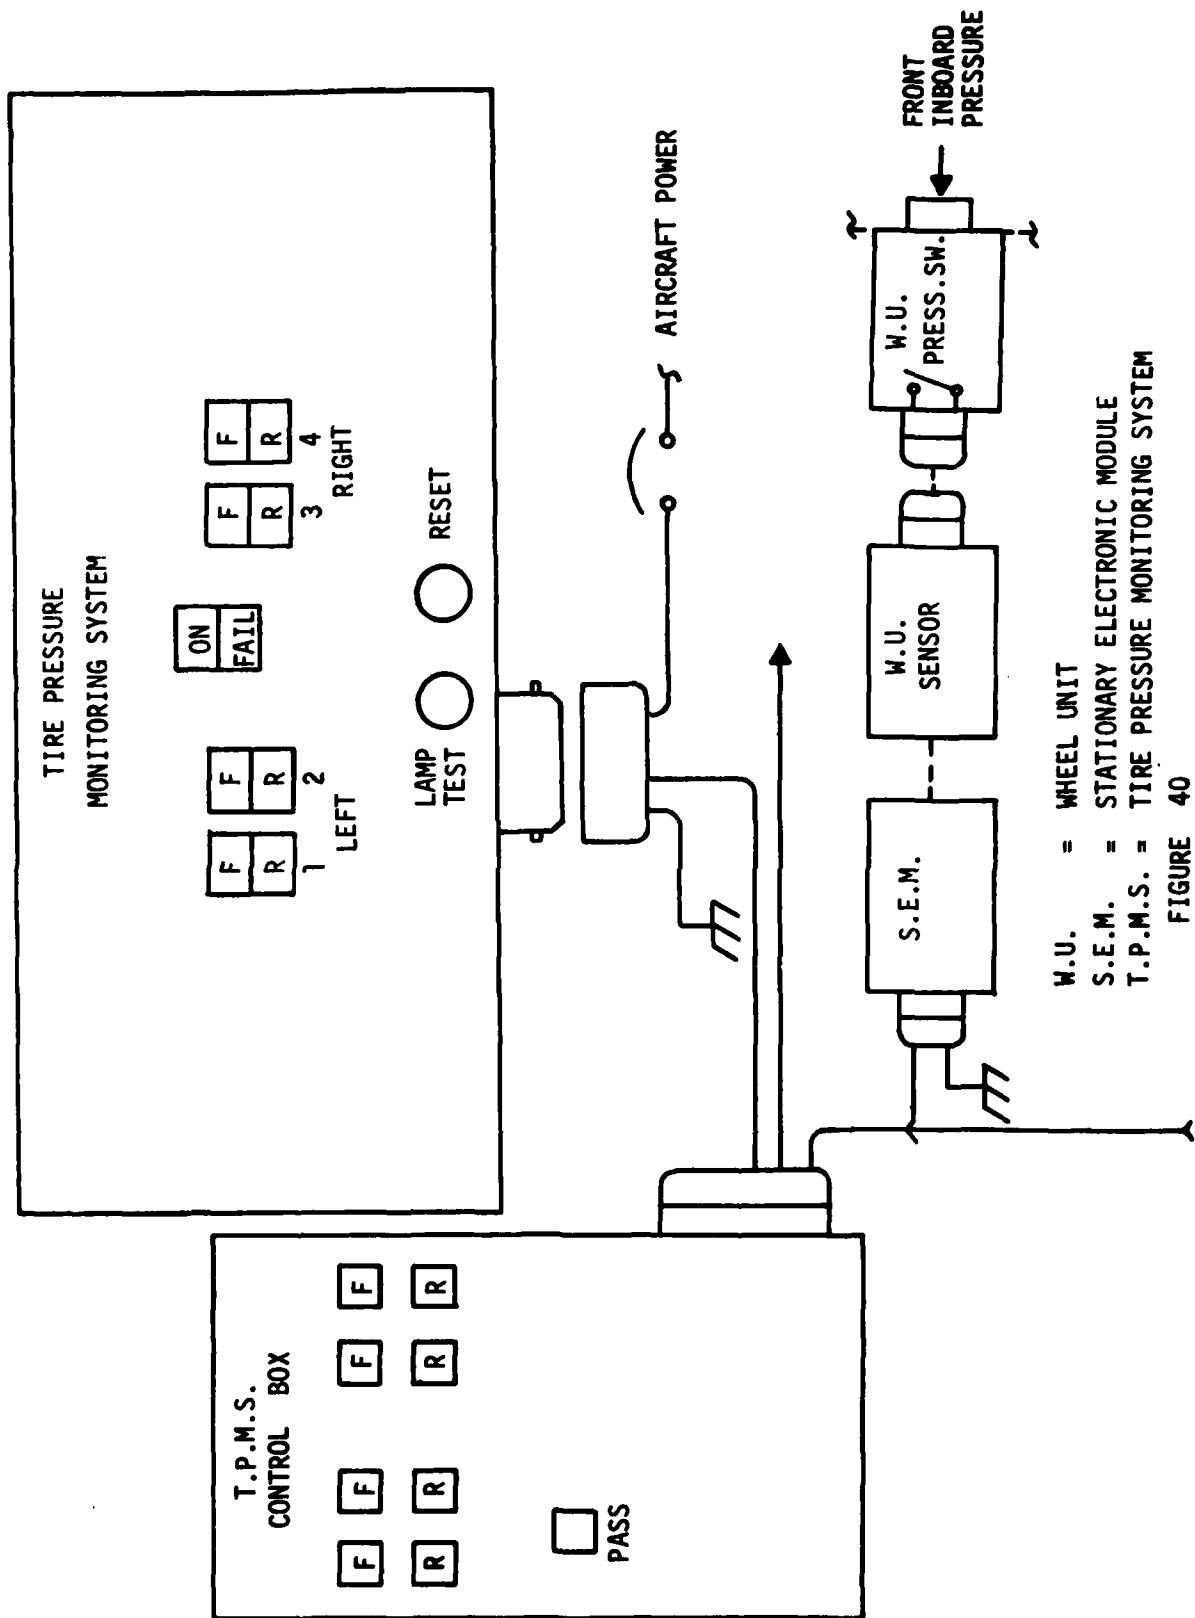 TIRE PRESSURE
MONITORING SYSTEM
ON
FAIL
F F F F
R R R R
1 2 3 4
LEFT RIGHT
LAMP
TEST
RESET
T.P.M.S.
CONTROL BOX
F F F F
R R R R
PASS
AIRCRAFT POWER
S.E.M.
W.U.
SENSOR
W.U.
PRESS.SW.
FRONT
INBOARD
PRESSURE
W.U. = WHEEL UNIT
S.E.M. = STATIONARY ELECTRONIC MODULE
T.P.M.S. = TIRE PRESSURE MONITORING SYSTEM
FIGURE 40